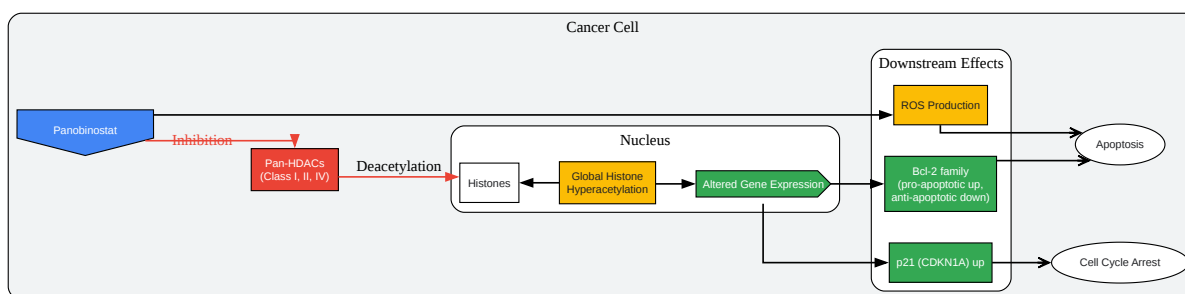 Cancer Cell
Downstream Effects
Panobinostat
Inhibition
Pan-HDACs
(Class I, II, IV)
Deacetylation
Nucleus
Histones
Global Histone
Hyperacetylation
Altered Gene Expression
ROS Production
Bcl-2 family
(pro-apoptotic up,
anti-apoptotic down)
p21 (CDKN1A) up
Apoptosis
Cell Cycle Arrest